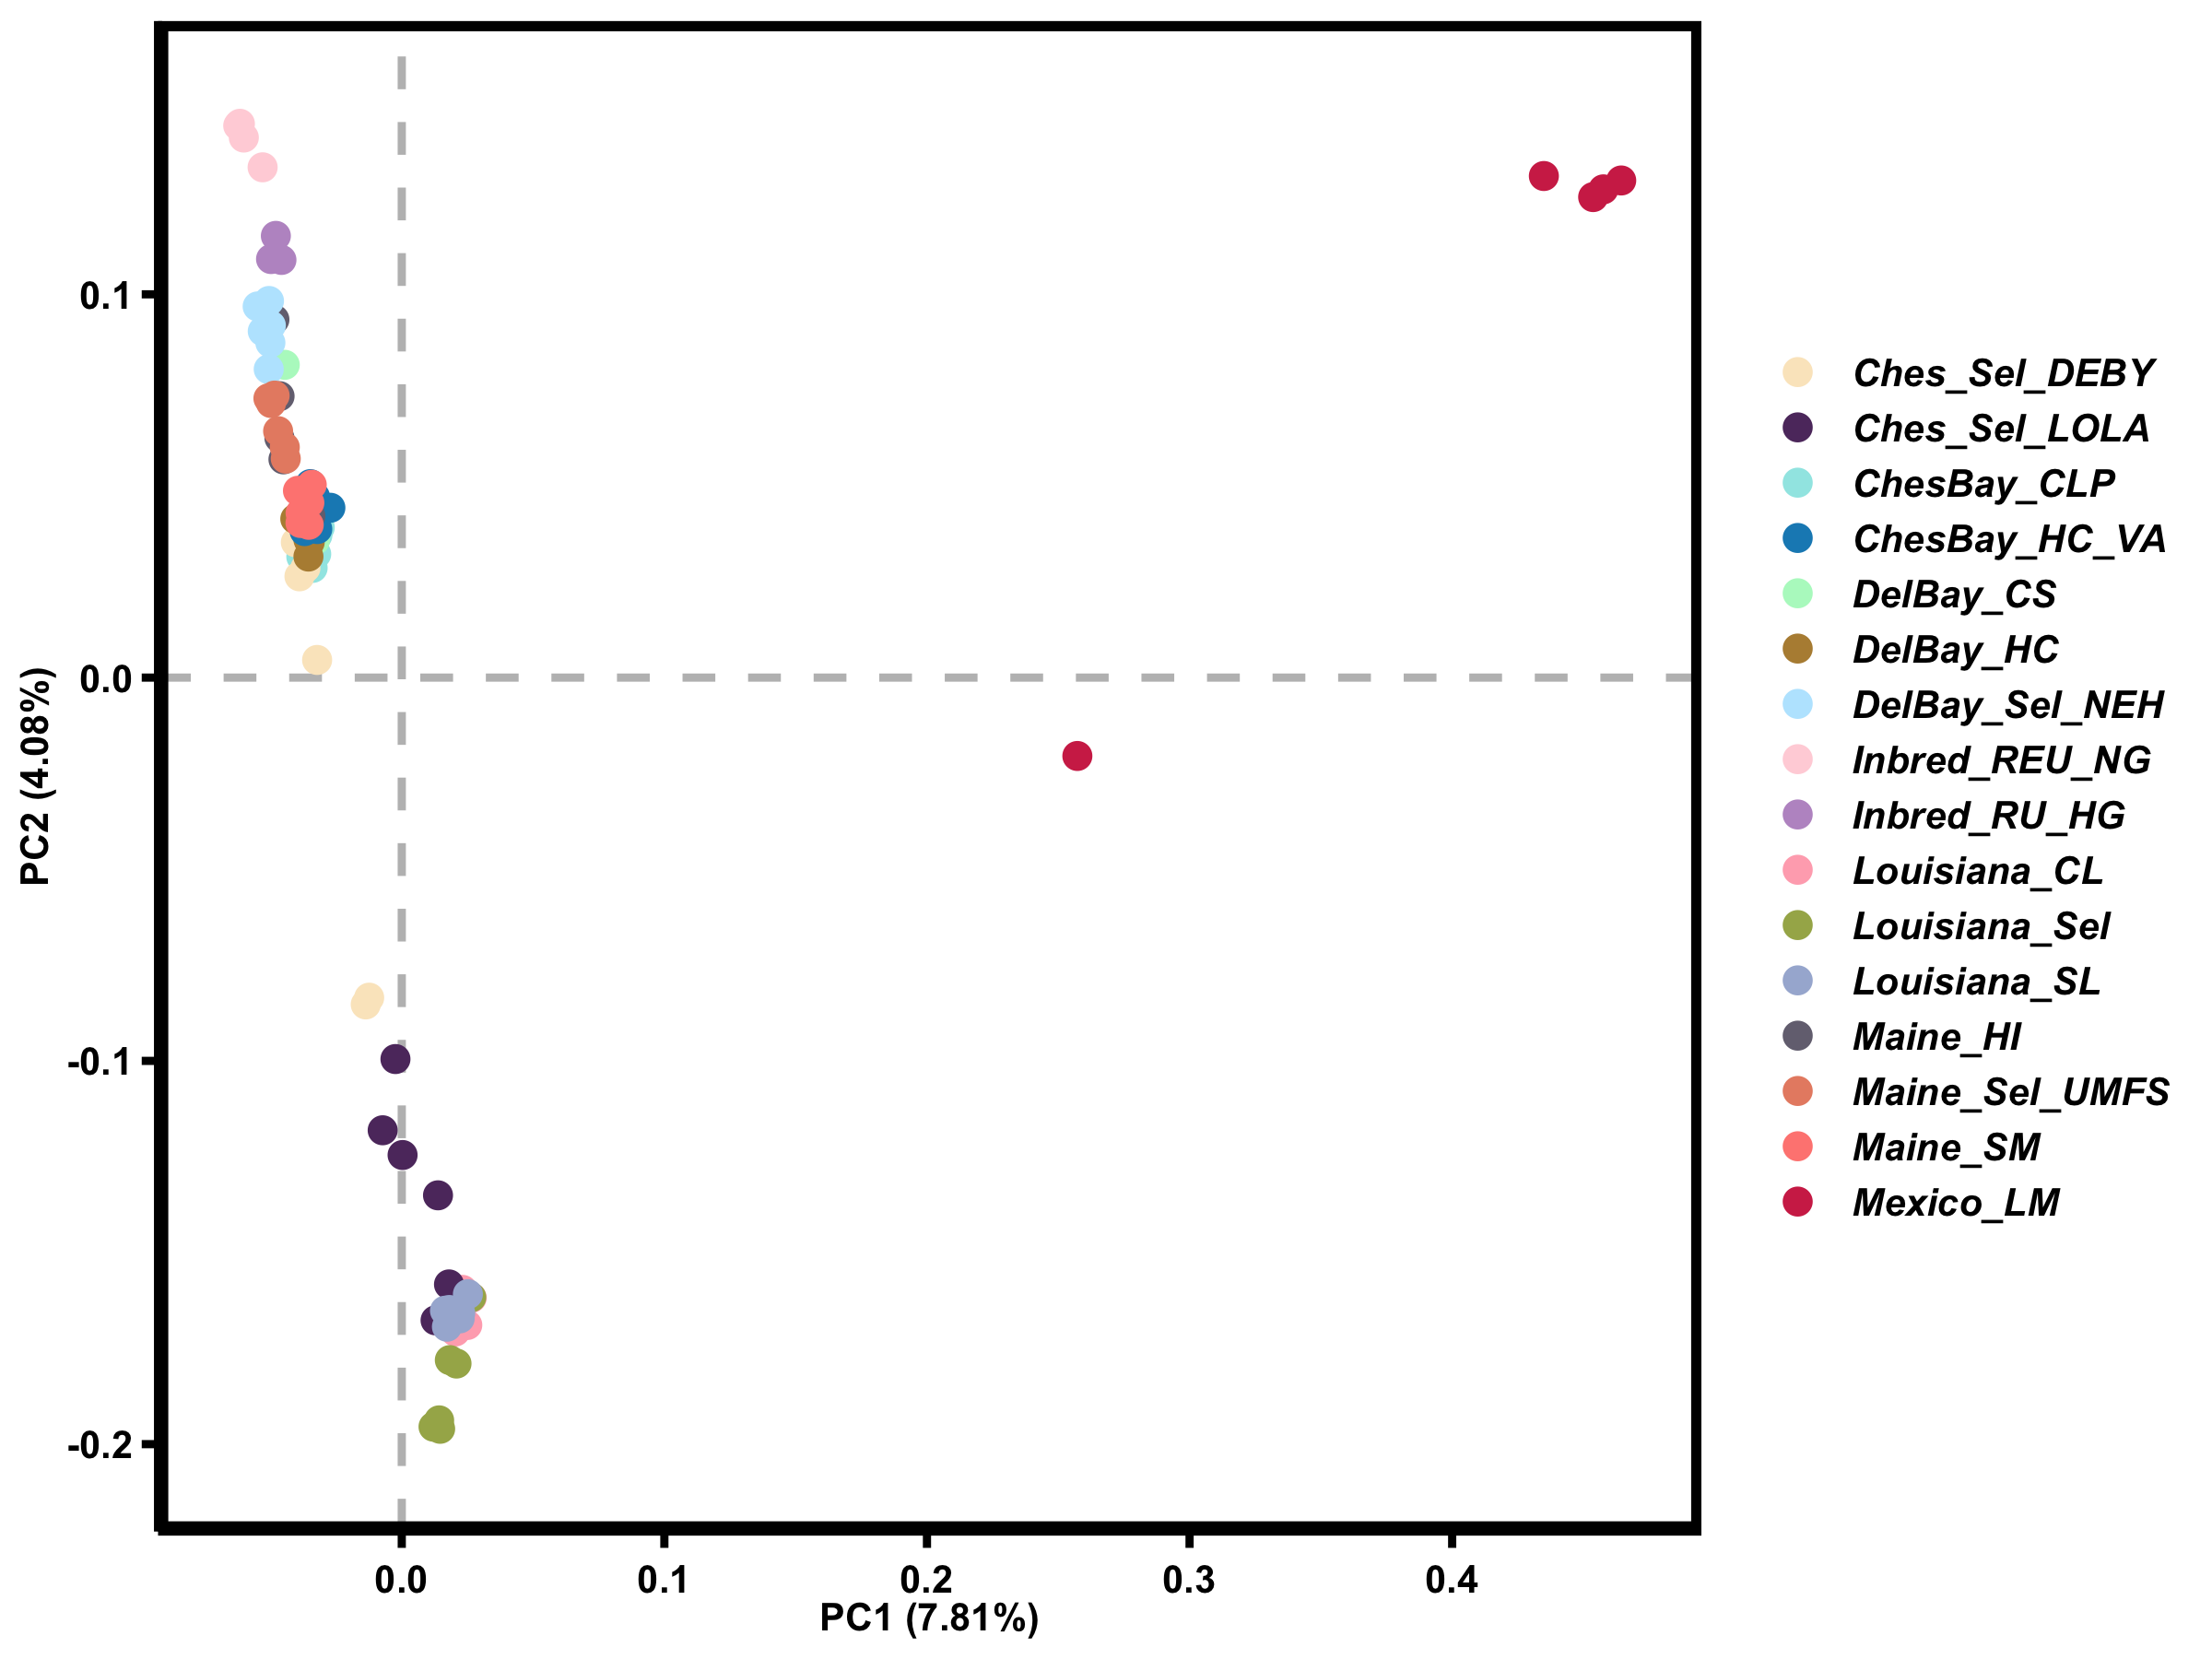 0.1
0.0
-0.1
-0.2
PC2 (4.08%)
0.0
0.1
0.2
0.3
0.4
PC1 (7.81%)
Ches_Sel_DEBY
Ches_Sel_LOLA
ChesBay_CLP
ChesBay_HC_VA
DelBay_CS
DelBay_HC
DelBay_Sel_NEH
Inbred_REU_NG
Inbred_RU_HG
Louisiana_CL
Louisiana_Sel
Louisiana_SL
Maine_HI
Maine_Sel_UMFS
Maine_SM
Mexico_LM